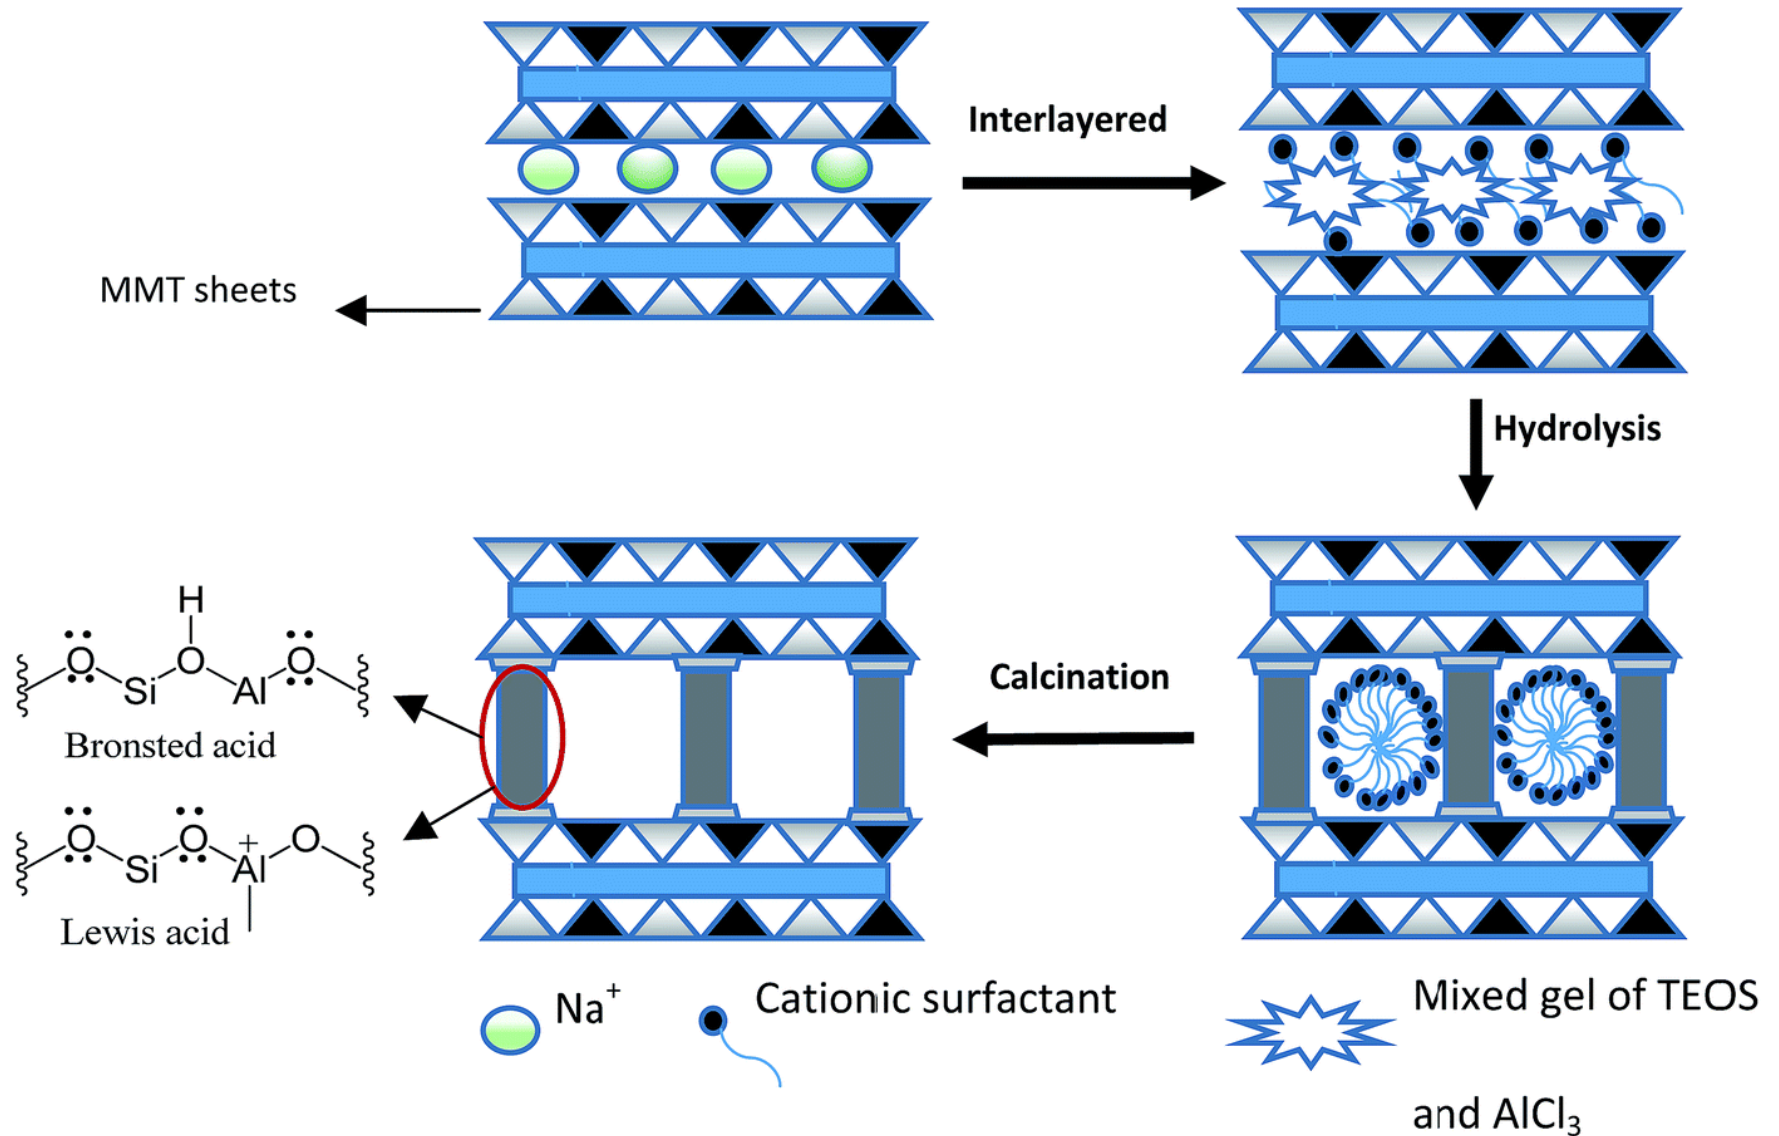 Interlayered
MMT sheets
Hydrolysis
Calcination
H
O Si O Al O
Bronsted acid
O Si O Al+ O
Lewis acid
Na+
Cationic surfactant
Mixed gel of TEOS
and AlCl3